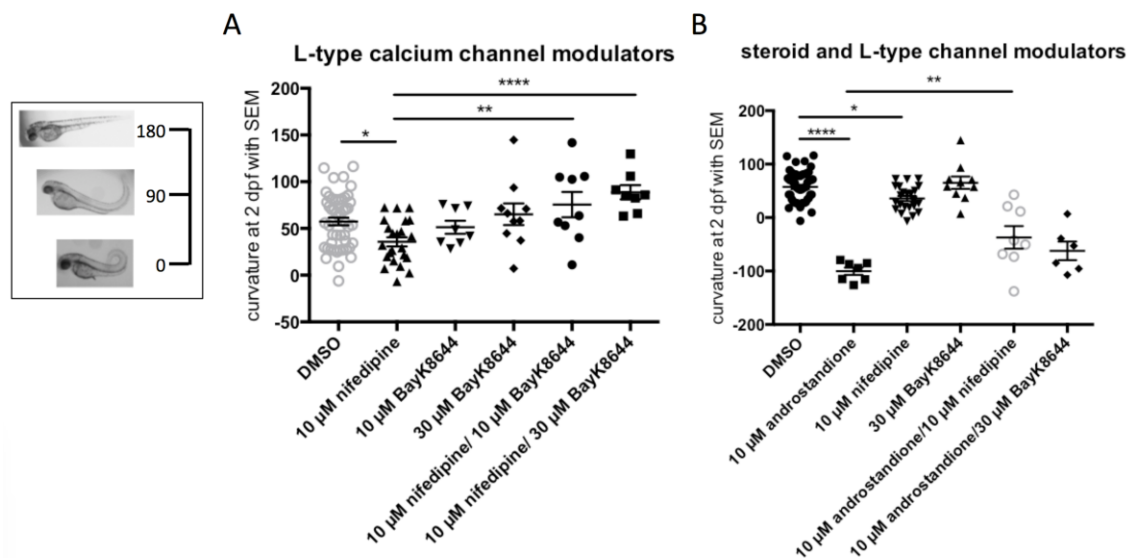 180
90
0
A
L-type calcium channel modulators
curvature at 2 dpf with SEM
200
150
100
50
0
-50
****
**
*
DMSO
10 µM nifedipine
10 µM BayK8644
30 µM BayK8644
10 µM nifedipine/ 10 µM BayK8644
10 µM nifedipine/ 30 µM BayK8644
B
steroid and L-type channel modulators
curvature at 2 dpf with SEM
200
100
0
-100
-200
**
*
****
DMSO
10 µM androstandione
10 µM nifedipine
30 µM BayK8644
10 µM androstandione/10 µM nifedipine
10 µM androstandione/30 µM BayK8644